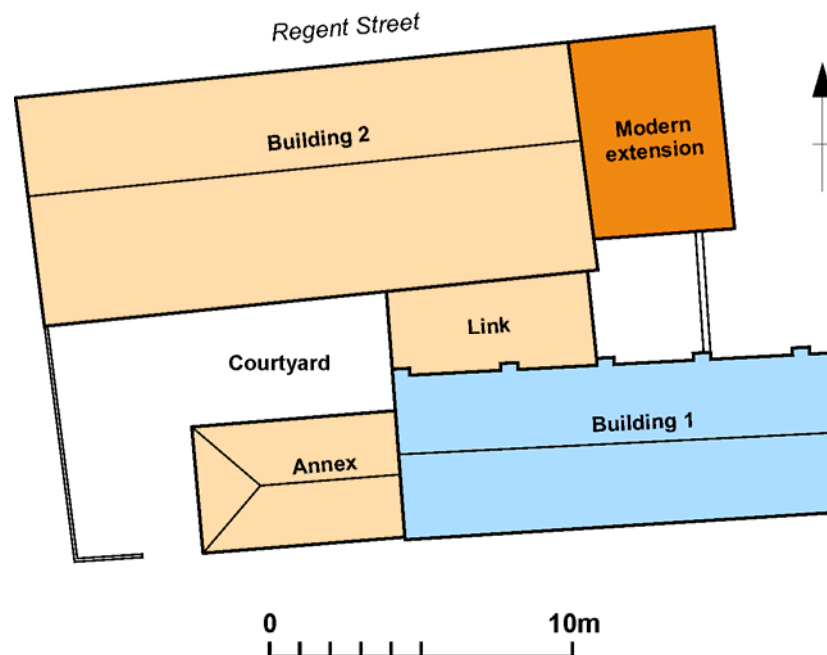 Regent Street
Building 2
Modern
extension
Link
Courtyard
Building 1
Annex
0
10m